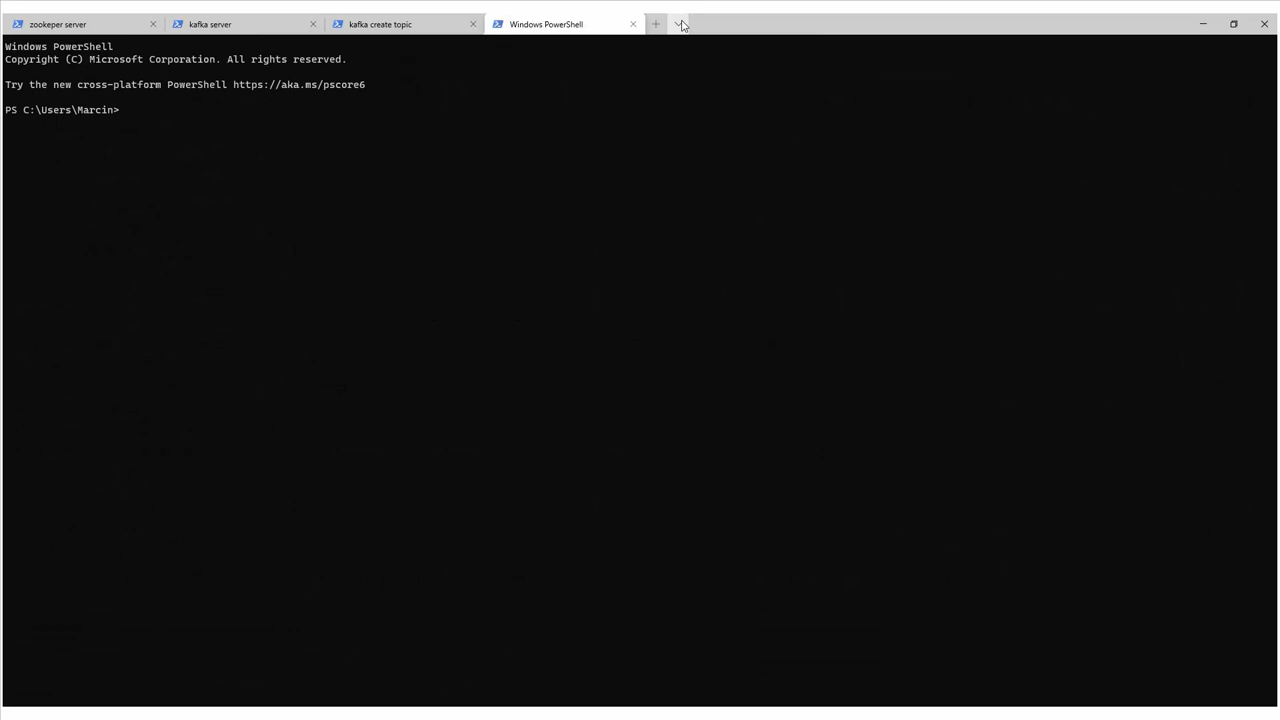 zookeper server
kafka server
kafka create topic
Windows PowerShell
Windows PowerShell
Copyright (C) Microsoft Corporation. All rights reserved.
Try the new cross-platform PowerShell https://aka.ms/pscore6
PS C:\Users\Marcin>